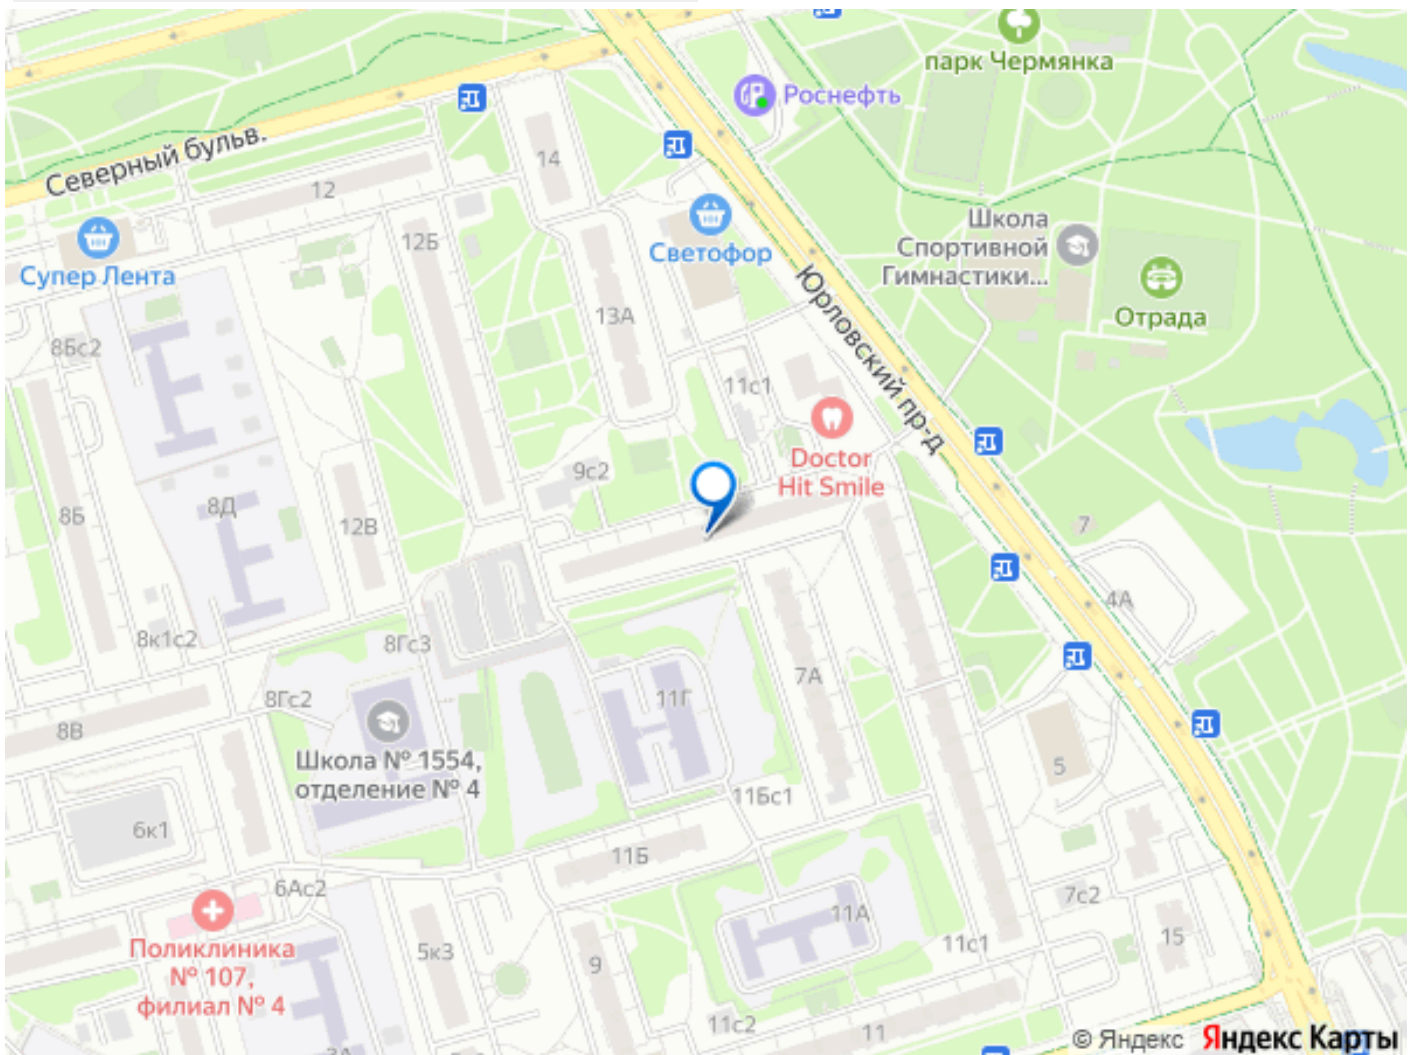 парк Чермянка
Роснефть
Северный бульв.
14
12
Школа
Спортивной
Гимнастики...
12Б
Светофор
Супер Лента
Юрловский пр-д
13А
Отрада
8Бс2
11с1
Doctor
Hit Smile
9с2
8Д
8Б
12В
7
4А
8к1с2
8Гс3
7А
8Гс2
11Г
8В
Школа № 1554,
отделение № 4
5
11Бс1
6к1
11Б
6Ас2
7с2
11А
Поликлиника
№ 107,
филиал № 4
5к3
9
11с1
15
11с2
11
3А
© Яндекс Яндекс Карты